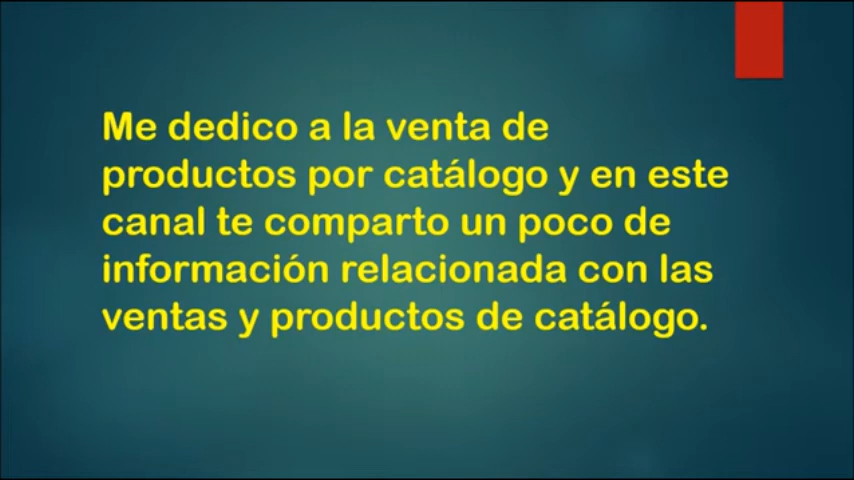 Me dedico a la venta de
productos por catálogo y en este
canal te comparto un poco de
información relacionada con las
ventas y productos de catálogo.